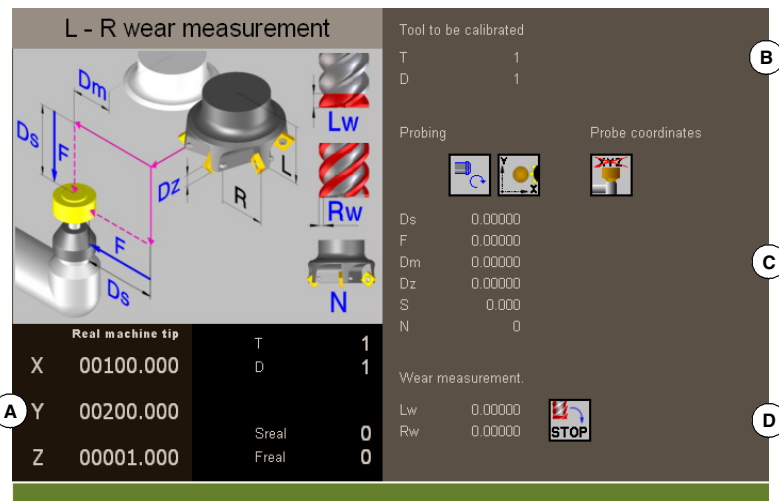 L - R wear measurement
Dm
Ds
F
Lw
Dz
R
L
Rw
F
Ds
N
Real machine tip
X 00100.000
Y 00200.000
Z 00001.000
T 1
D 1
Sreal 0
Freal 0
A
Tool to be calibrated
T 1
D 1
B
Probing
Probe coordinates
Y
X
XYZ
Ds 0.00000
F 0.00000
Dm 0.00000
Dz 0.00000
S 0.000
N 0
C
Wear measurement.
Lw 0.00000
Rw 0.00000
STOP
D